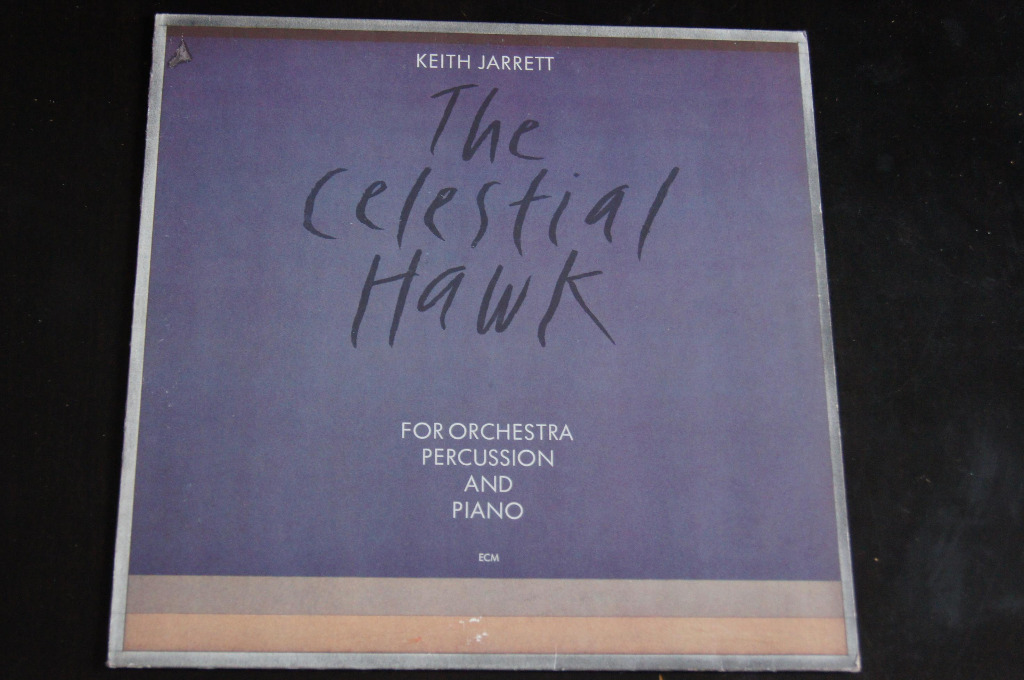 KEITH JARRETT
The
Celestial
Hawk
FOR ORCHESTRA
PERCUSSION
AND
PIANO
ECM